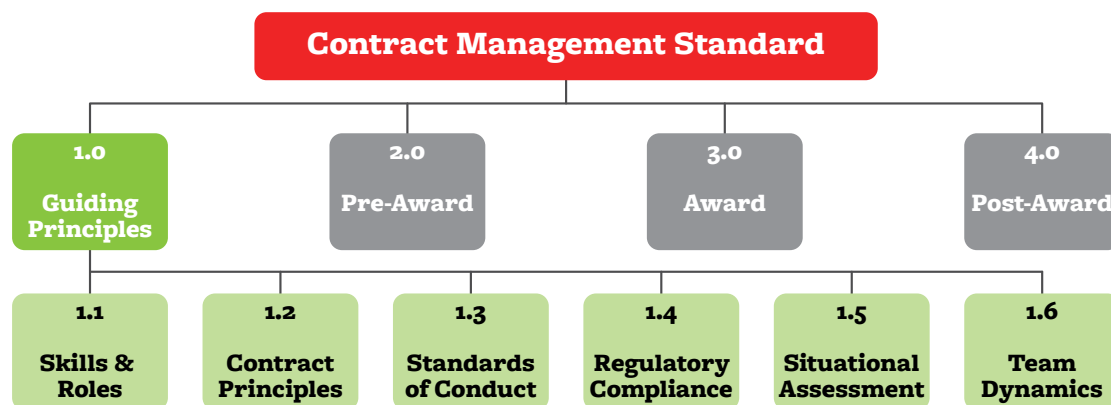 Contract Management Standard
1.0
Guiding
Principles
2.0
Pre-Award
3.0
Award
4.0
Post-Award
1.1
Skills &
Roles
1.2
Contract
Principles
1.3
Standards
of Conduct
1.4
Regulatory
Compliance
1.5
Situational
Assessment
1.6
Team
Dynamics